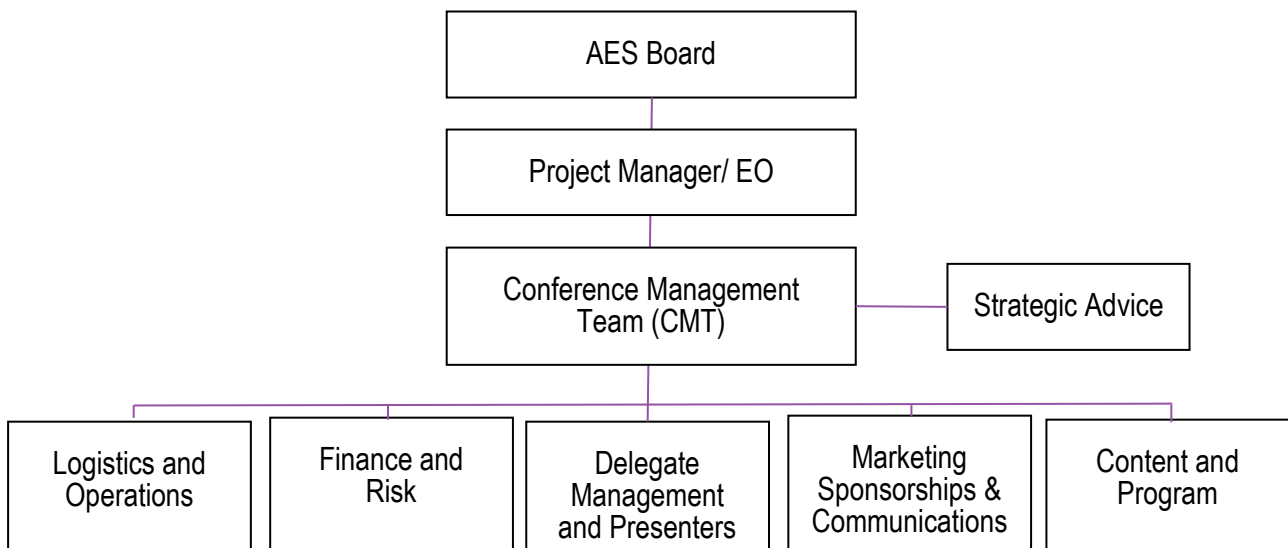 AES Board
Project Manager/ EO
Conference Management
Team (CMT)
Strategic Advice
Logistics and
Operations
Finance and
Risk
Delegate
Management
and Presenters
Marketing
Sponsorships &
Communications
Content and
Program